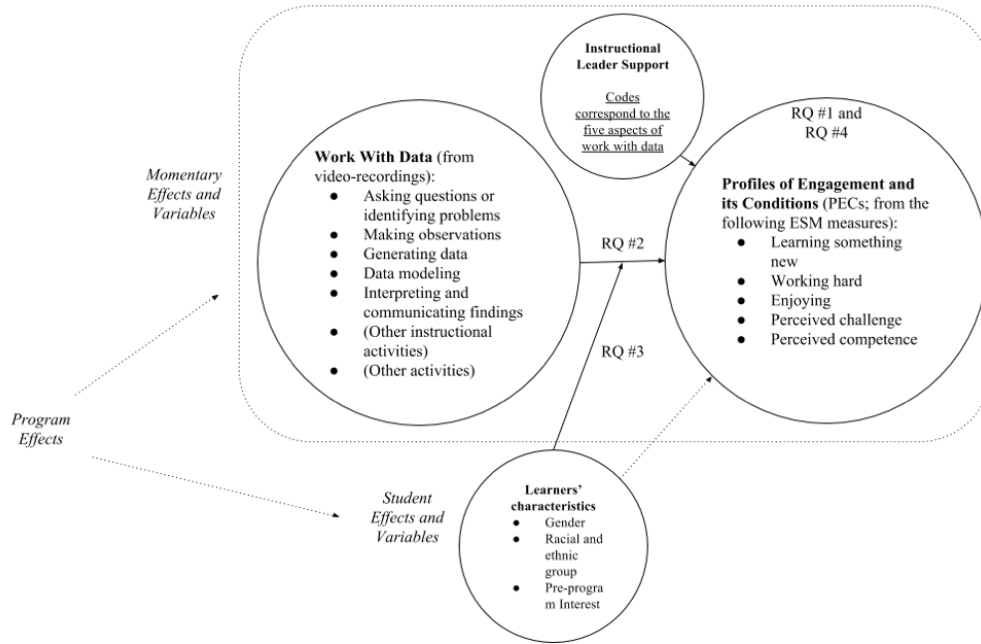 Instructional
Leader Support
Codes
correspond to the
five aspects of
work with data
RQ #1 and
RQ #4
Momentary
Effects and
Variables
Work With Data (from
video-recordings):
● Asking questions or
identifying problems
● Making observations
● Generating data
● Data modeling
● Interpreting and
communicating findings
● (Other instructional
activities)
● (Other activities)
RQ #2
Profiles of Engagement and
its Conditions (PECs; from the
following ESM measures):
● Learning something
new
● Working hard
● Enjoying
● Perceived challenge
● Perceived competence
RQ #3
Program
Effects
Student
Effects and
Variables
Learners’
characteristics
● Gender
● Racial and
ethnic
group
● Pre-progra
m Interest